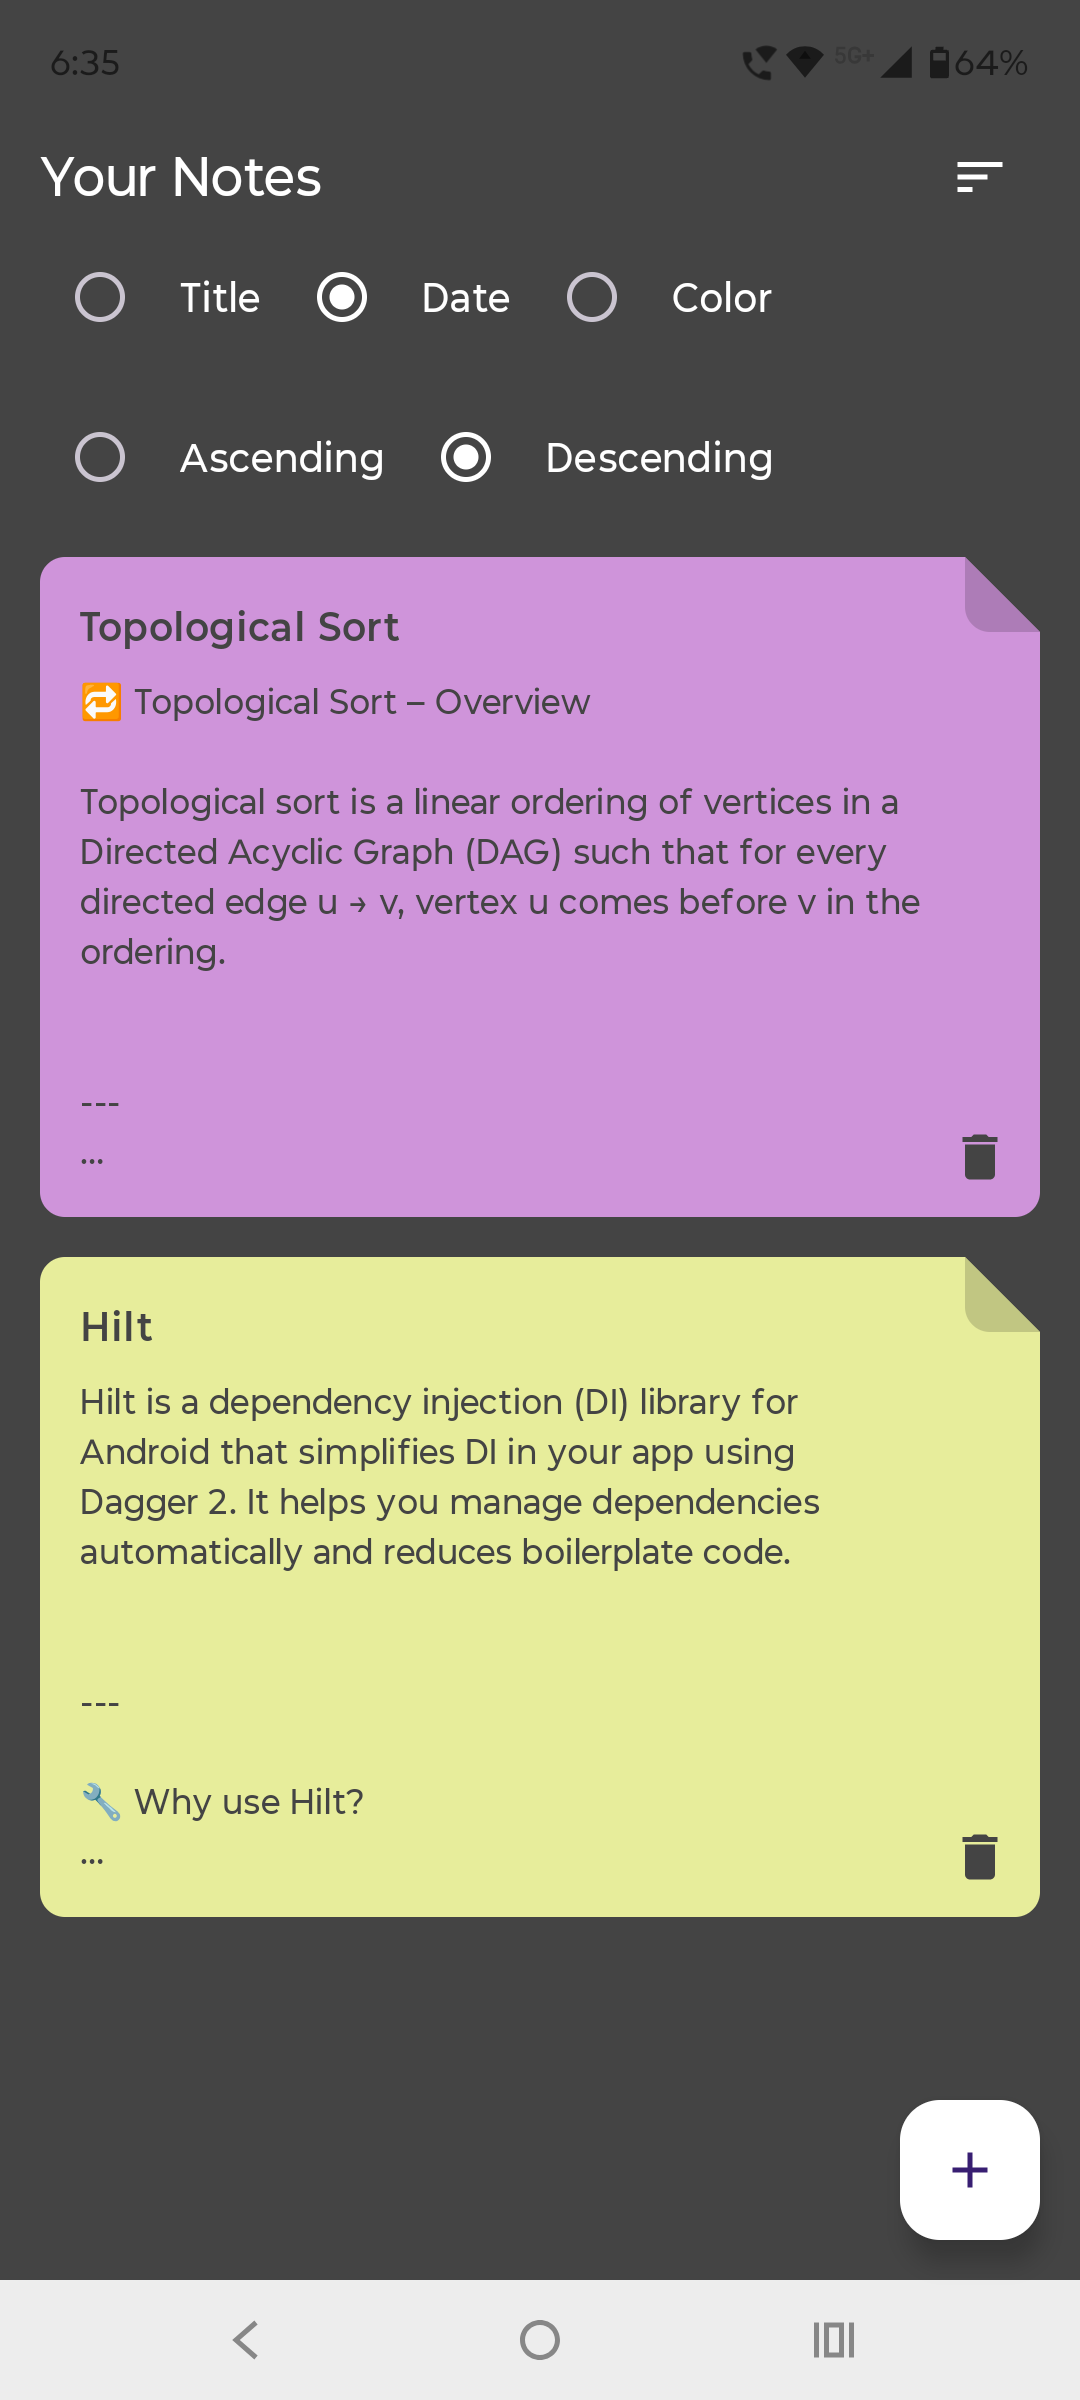 6:35 5G+ 64%
Your Notes
Title Date Color
Ascending Descending
Topological Sort
🔁 Topological Sort – Overview
Topological sort is a linear ordering of vertices in a
Directed Acyclic Graph (DAG) such that for every
directed edge u → v, vertex u comes before v in the
ordering.
---
...
Hilt
Hilt is a dependency injection (DI) library for
Android that simplifies DI in your app using
Dagger 2. It helps you manage dependencies
automatically and reduces boilerplate code.
---
🔧 Why use Hilt?
...